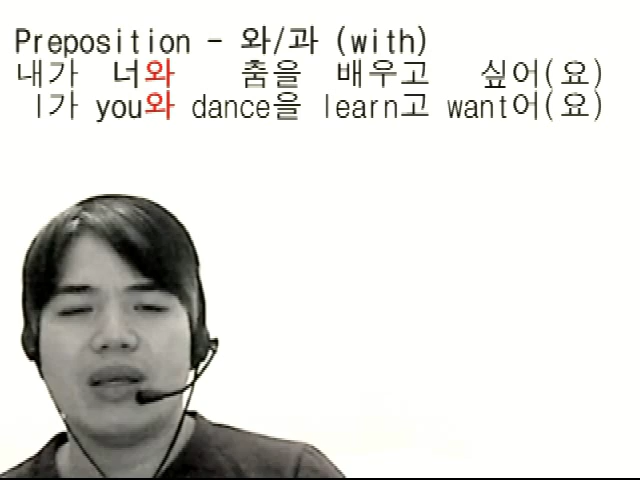 Preposition - 와/과 (with)
내가 너와 춤을 배우고 싶어(요)
I가 you와 dance을 learn고 want어(요)